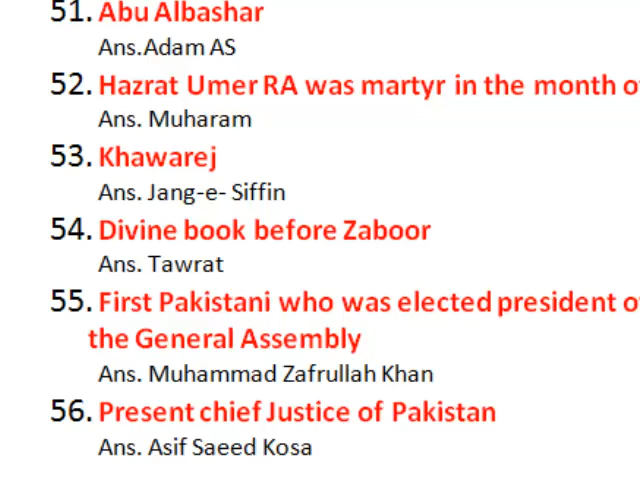 51. Abu Albashar
Ans.Adam AS
52. Hazrat Umer RA was martyr in the month o
Ans. Muharam
53. Khawarej
Ans. Jang-e- Siffin
54. Divine book before Zaboor
Ans. Tawrat
55. First Pakistani who was elected president o
the General Assembly
Ans. Muhammad Zafrullah Khan
56. Present chief Justice of Pakistan
Ans. Asif Saeed Kosa